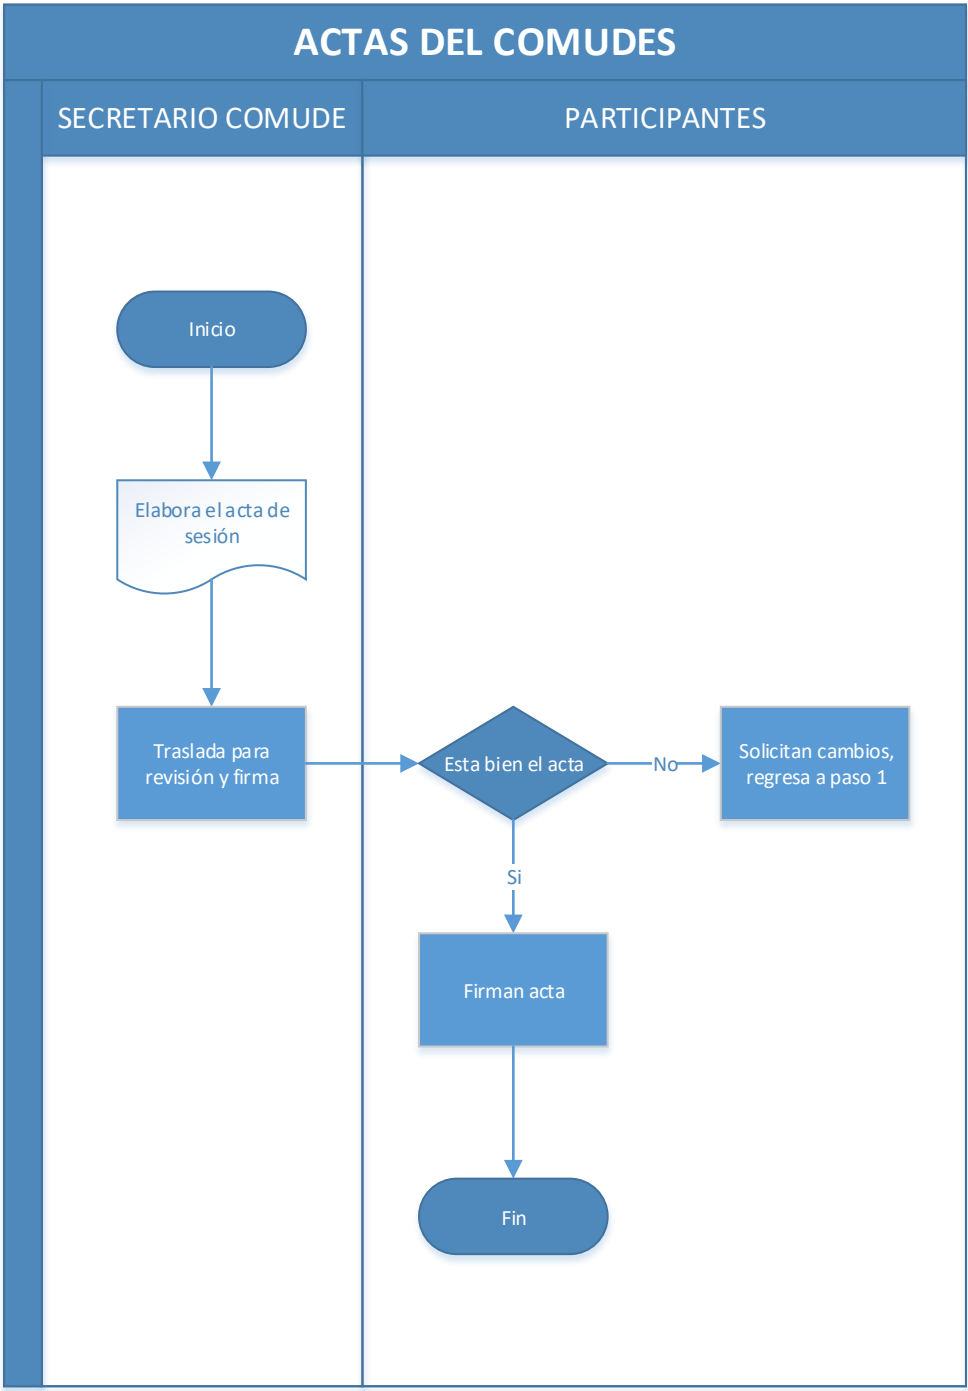 ACTAS DEL COMUDES
SECRETARIO COMUDE
PARTICIPANTES
Inicio
Elabora el acta de
sesión
Traslada para
revisión y firma
Esta bien el acta
No
Solicitan cambios,
regresa a paso 1
Si
Firman acta
Fin